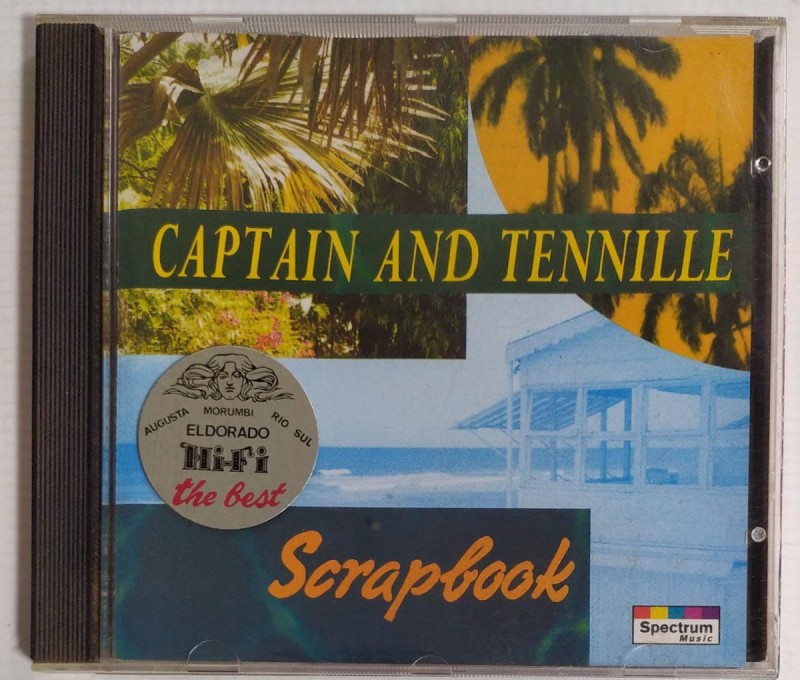 CAPTAIN AND TENNILLE
AUGUSTA MORUMBI RIO SUL
ELDORADO
Hi-Fi
the best
Scrapbook
Spectrum
Music